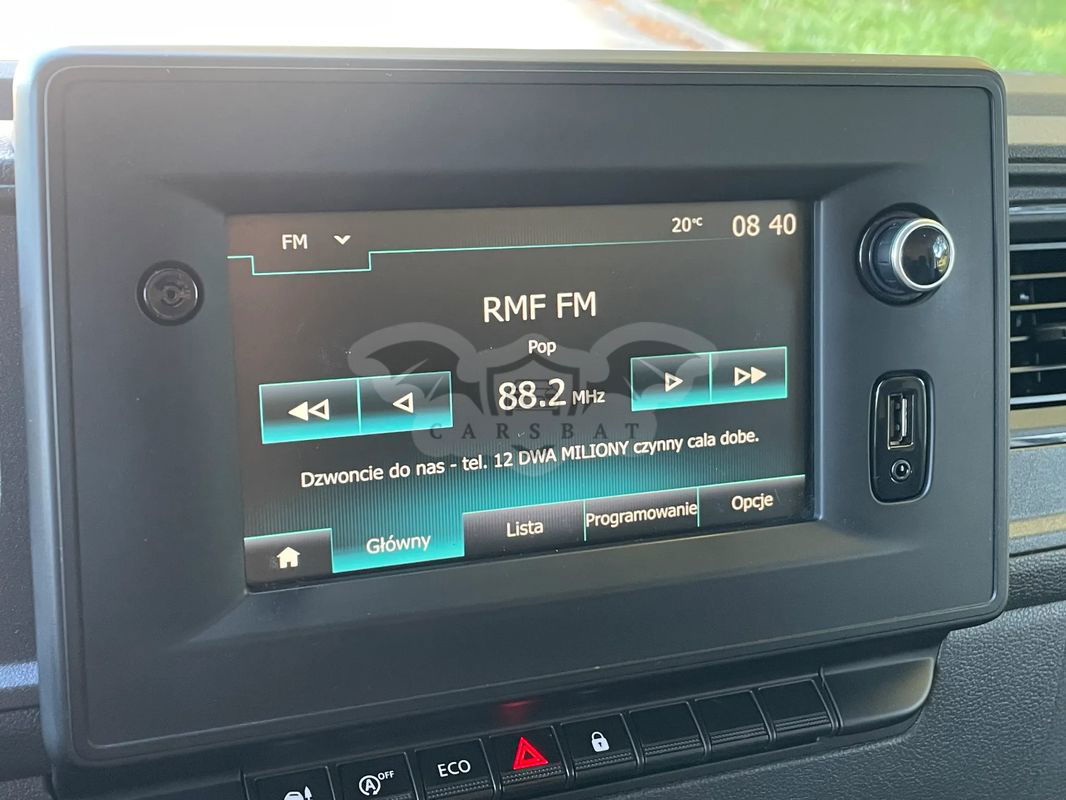 FM
20°C
08 40
RMF FM
Pop
88.2 MHz
CARSBAT
Dzwoncie do nas - tel. 12 DWA MILIONY czynny cala dobe.
Główny
Lista
Programowanie
Opcje
A OFF
ECO